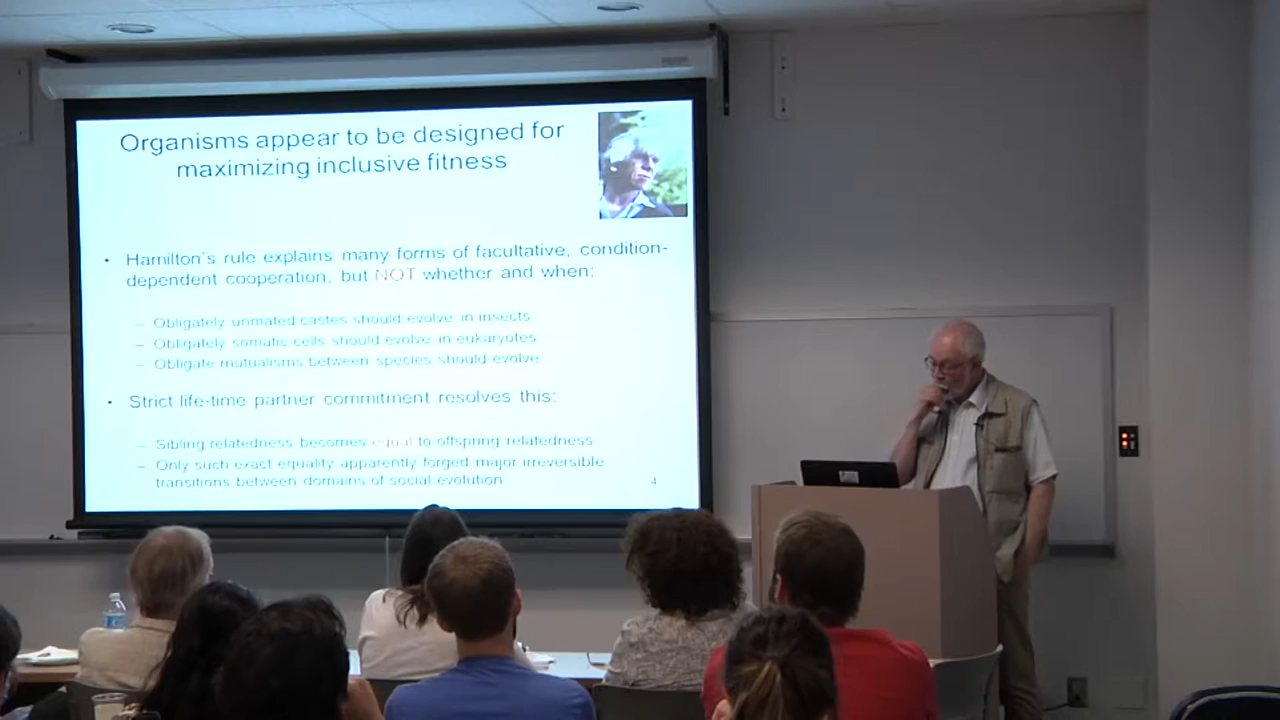 Organisms appear to be designed for
maximizing inclusive fitness
• Hamilton's rule explains many forms of facultative, condition-
dependent cooperation, but NOT whether and when:
– Obligately unmated castes should evolve in insects
– Obligately somatic cells should evolve in eukaryotes
– Obligate mutualisms between species should evolve
• Strict life-time partner commitment resolves this:
– Sibling relatedness becomes equal to offspring relatedness
– Only such exact equality apparently forged major irreversible
transitions between domains of social evolution
4